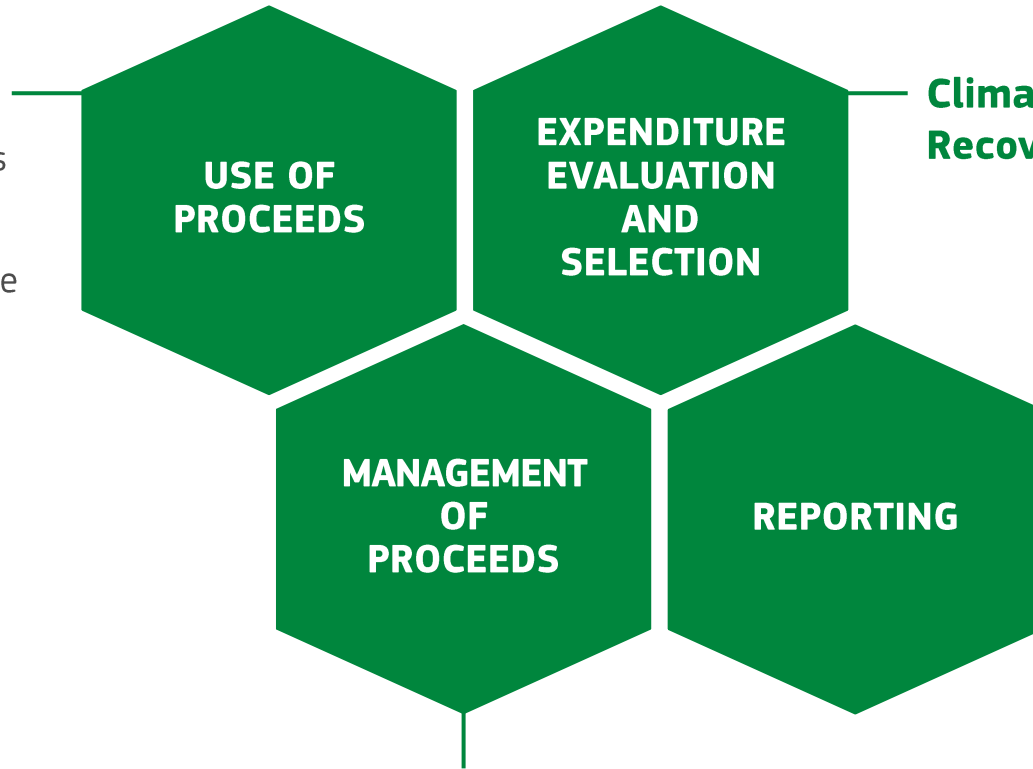 USE OF
PROCEEDS
EXPENDITURE
EVALUATION
AND
SELECTION
MANAGEMENT
OF
PROCEEDS
REPORTING